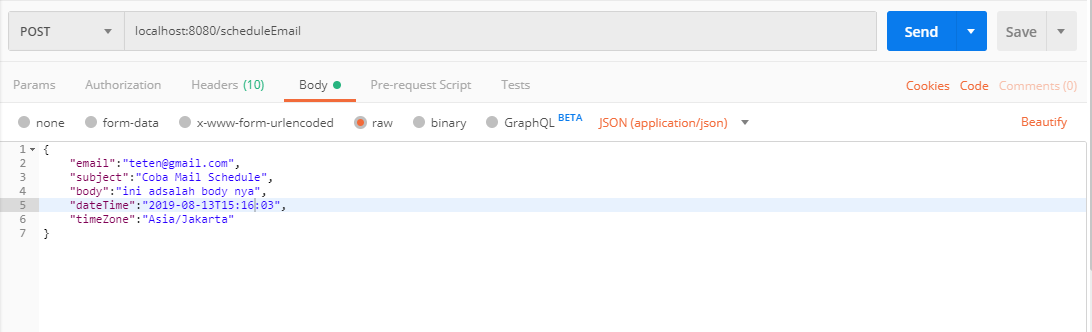 POST localhost:8080/scheduleEmail Send Save
Params Authorization Headers (10) Body Pre-request Script Tests Cookies Code Comments (0)
none form-data x-www-form-urlencoded raw binary GraphQL BETA JSON (application/json) Beautify
1 {
2 "email":"teten@gmail.com",
3 "subject":"Coba Mail Schedule",
4 "body":"ini adsalah body nya",
5 "dateTime":"2019-08-13T15:16:03",
6 "timeZone":"Asia/Jakarta"
7 }